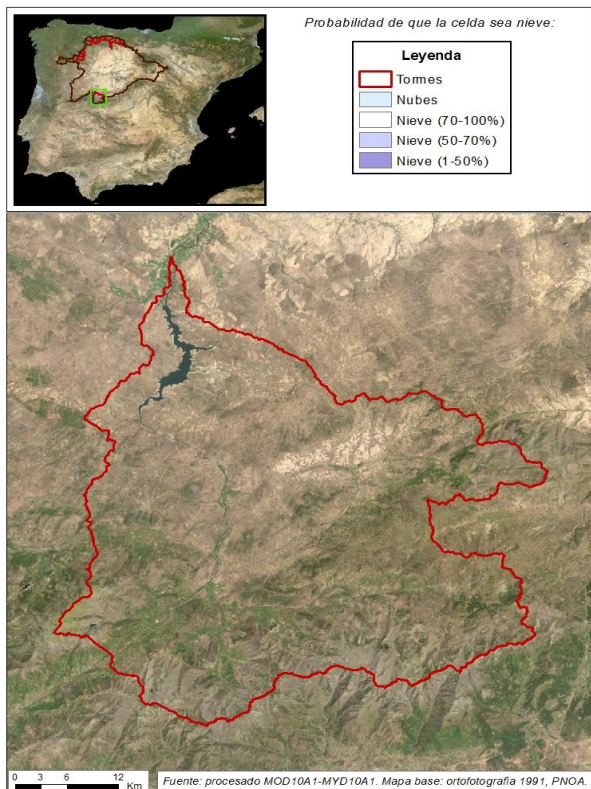 Probabilidad de que la celda sea nieve:
Leyenda
Tormes
Nubes
Nieve (70-100%)
Nieve (50-70%)
Nieve (1-50%)
0 3 6 12
Km
Fuente: procesado MOD10A1-MYD10A1. Mapa base: ortofotografia 1991, PNOA.